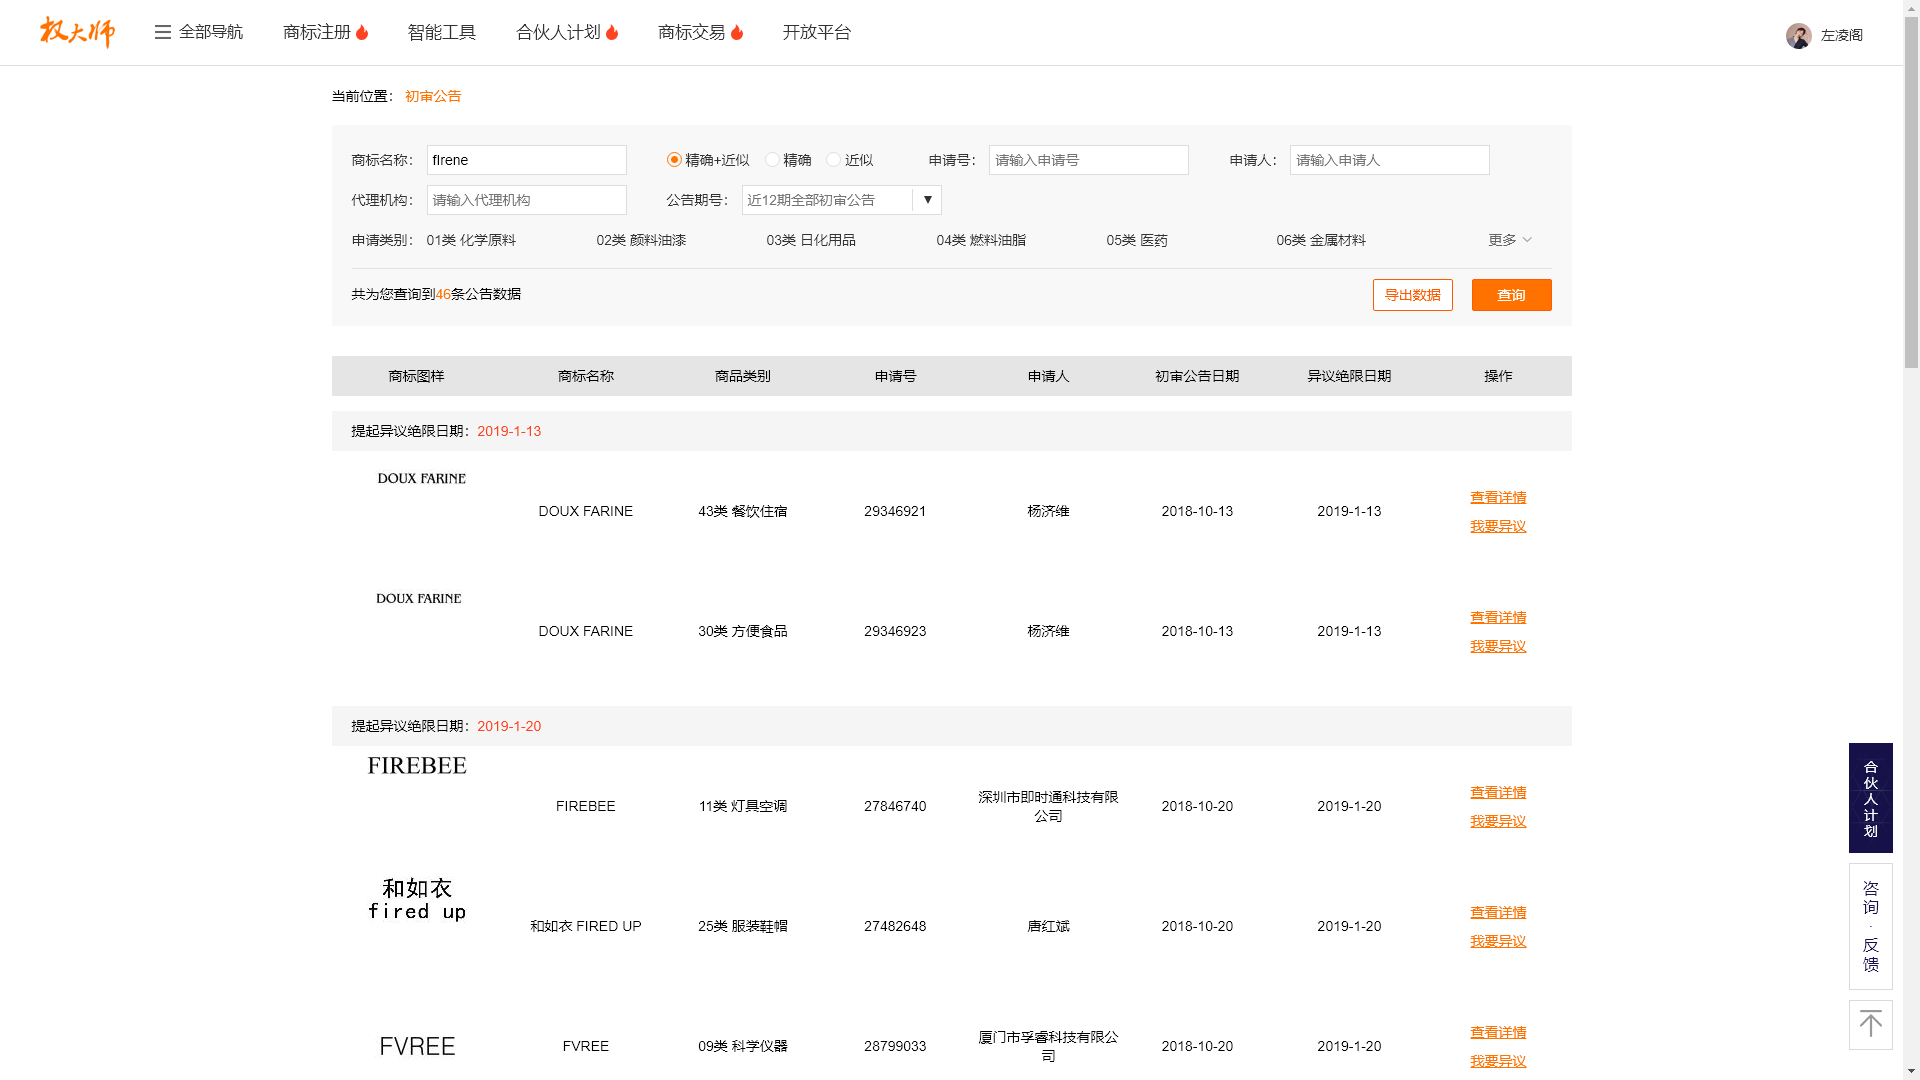 权大师 全部导航 商标注册 智能工具 合伙人计划 商标交易 开放平台 左凌阁
当前位置： 初审公告
商标名称： fIrene 精确+近似 精确 近似 申请号： 请输入申请号 申请人： 请输入申请人
代理机构： 请输入代理机构 公告期号： 近12期全部初审公告
申请类别： 01类 化学原料 02类 颜料油漆 03类 日化用品 04类 燃料油脂 05类 医药 06类 金属材料 更多
共为您查询到46条公告数据 导出数据 查询
商标图样 商标名称 商品类别 申请号 申请人 初审公告日期 异议绝限日期 操作
提起异议绝限日期：2019-1-13
DOUX FARINE
DOUX FARINE 43类 餐饮住宿 29346921 杨济维 2018-10-13 2019-1-13 查看详情
我要异议
DOUX FARINE
DOUX FARINE 30类 方便食品 29346923 杨济维 2018-10-13 2019-1-13 查看详情
我要异议
提起异议绝限日期：2019-1-20
FIREBEE
FIREBEE 11类 灯具空调 27846740 深圳市即时通科技有限
公司 2018-10-20 2019-1-20 查看详情
我要异议
和如衣
fired up
和如衣 FIRED UP 25类 服装鞋帽 27482648 唐红斌 2018-10-20 2019-1-20 查看详情
我要异议
FVREE FVREE 09类 科学仪器 28799033 厦门市孚睿科技有限公
司 2018-10-20 2019-1-20 查看详情
我要异议
合伙人计划
咨询·反馈